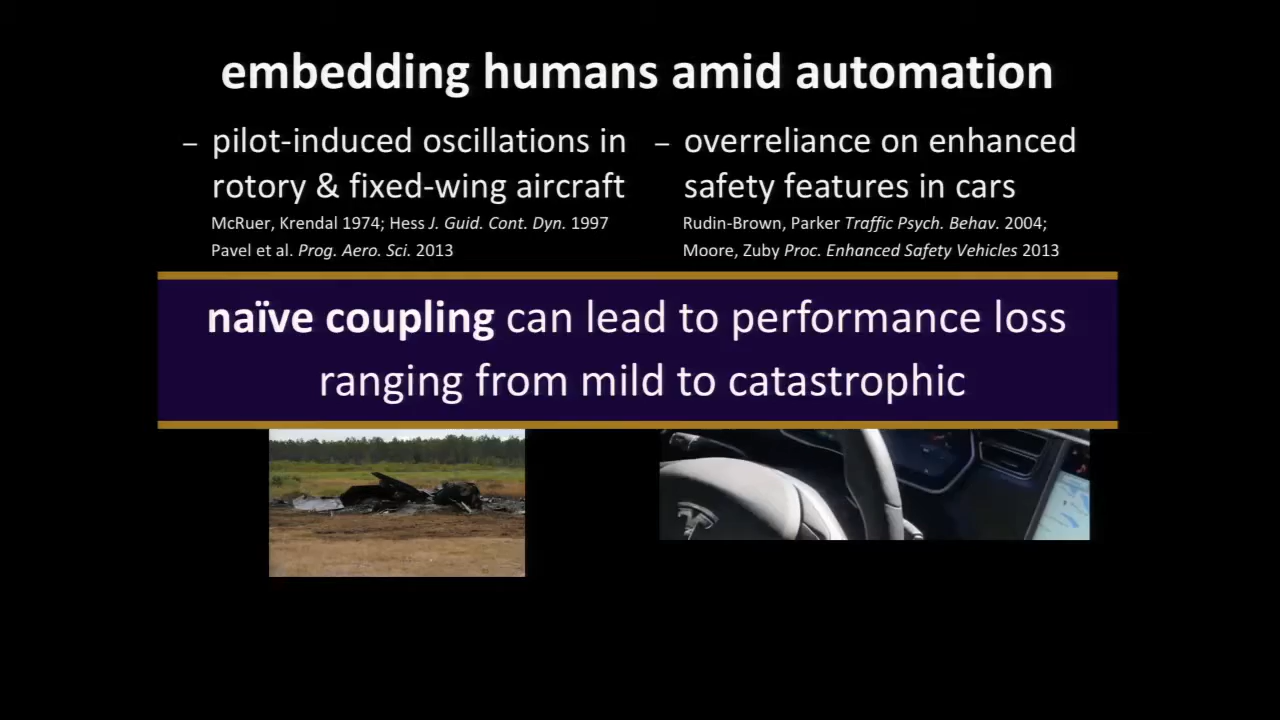 embedding humans amid automation
– pilot-induced oscillations in
rotory & fixed-wing aircraft
McRuer, Krendal 1974; Hess J. Guid. Cont. Dyn. 1997
Pavel et al. Prog. Aero. Sci. 2013
– overreliance on enhanced
safety features in cars
Rudin-Brown, Parker Traffic Psych. Behav. 2004;
Moore, Zuby Proc. Enhanced Safety Vehicles 2013
naïve coupling can lead to performance loss
ranging from mild to catastrophic